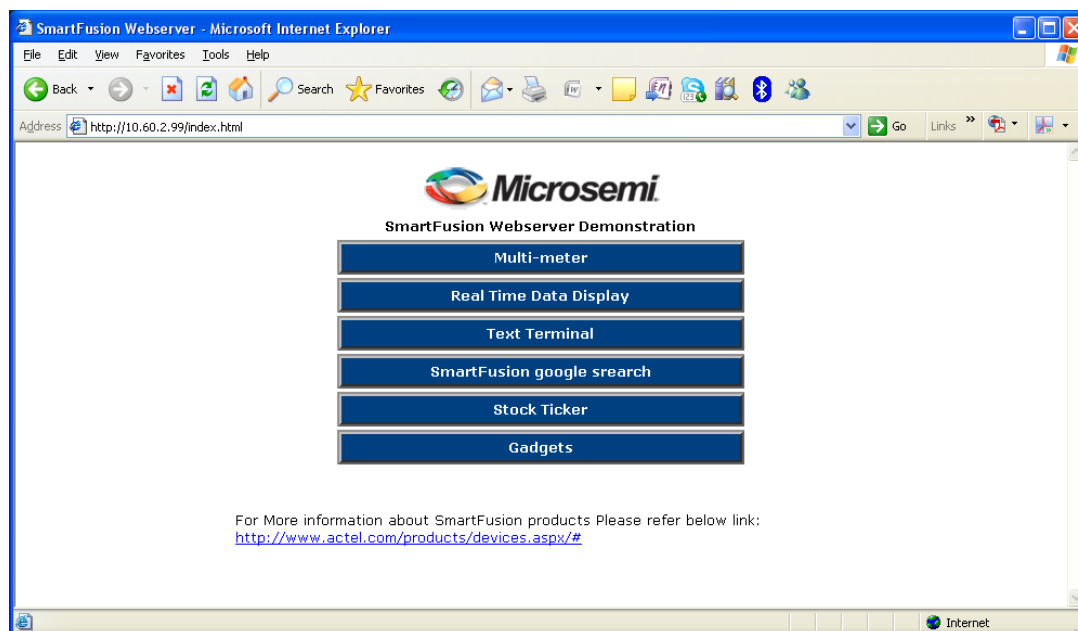 SmartFusion Webserver - Microsoft Internet Explorer
File Edit View Favorites Tools Help
Back Search Favorites
Address http://10.60.2.99/index.html Go Links »
Microsemi.
SmartFusion Webserver Demonstration
Multi-meter
Real Time Data Display
Text Terminal
SmartFusion google srearch
Stock Ticker
Gadgets
For More information about SmartFusion products Please refer below link:
http://www.actel.com/products/devices.aspx/#
Internet